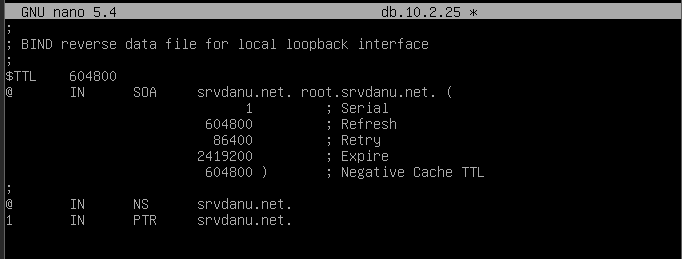 GNU nano 5.4 db.10.2.25 *
;
; BIND reverse data file for local loopback interface
;
$TTL 604800
@ IN SOA srvdanu.net. root.srvdanu.net. (
1 ; Serial
604800 ; Refresh
86400 ; Retry
2419200 ; Expire
604800 ) ; Negative Cache TTL
;
@ IN NS srvdanu.net.
1 IN PTR srvdanu.net.